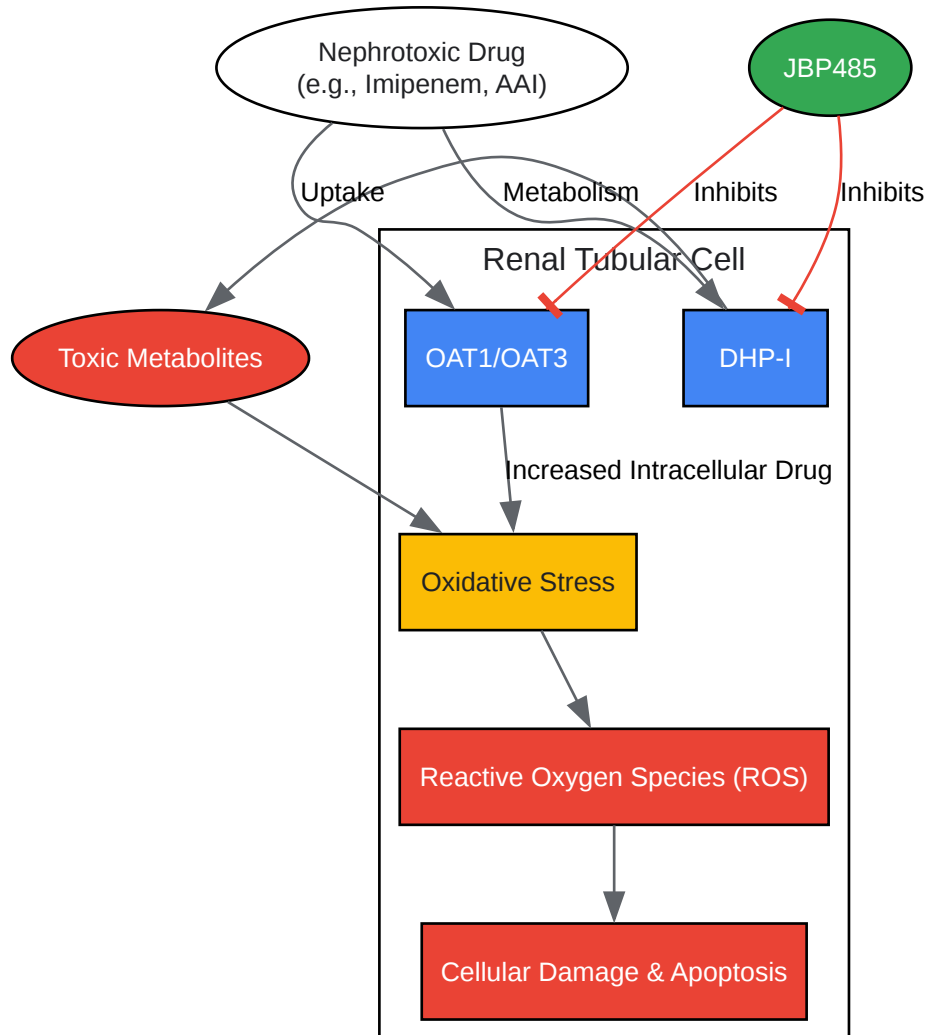 Nephrotoxic Drug
(e.g., Imipenem, AAI)
JBP485
Uptake
Metabolism
Inhibits
Inhibits
Renal Tubular Cell
Toxic Metabolites
OAT1/OAT3
DHP-I
Increased Intracellular Drug
Oxidative Stress
Reactive Oxygen Species (ROS)
Cellular Damage & Apoptosis